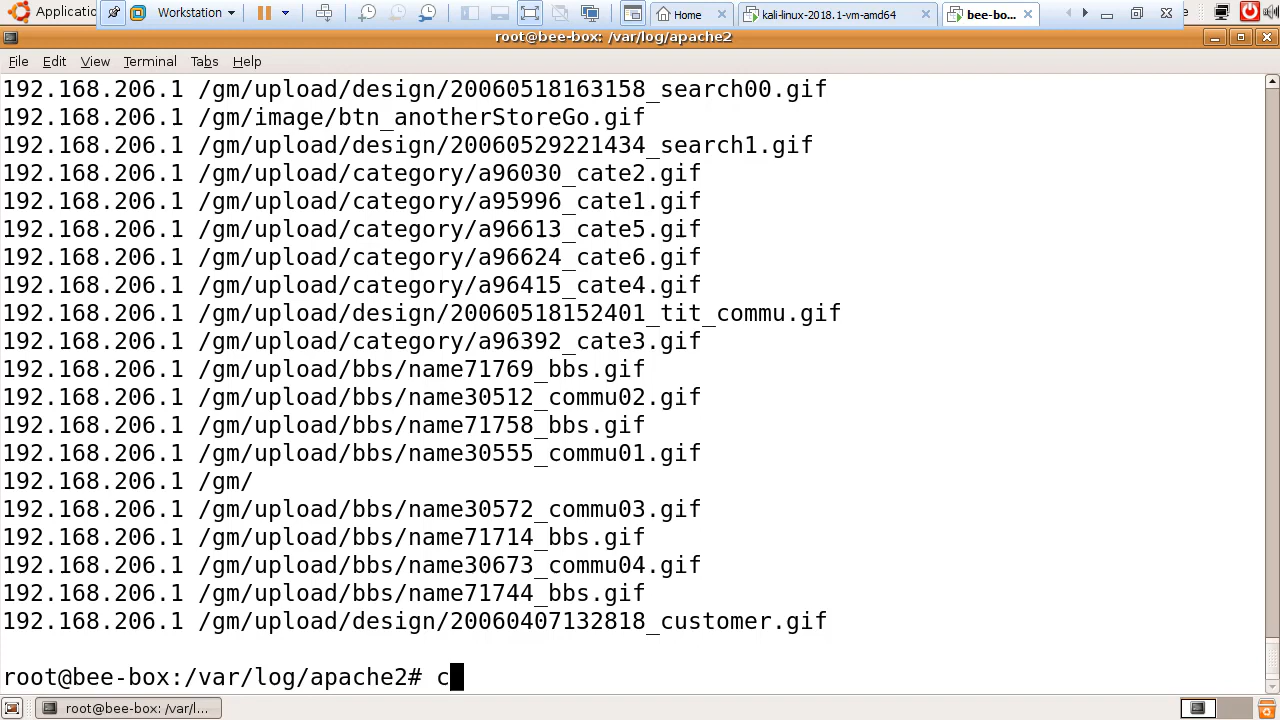 Applicati
Workstation
Home
kali-linux-2018.1-vm-amd64
bee-bo...
root@bee-box: /var/log/apache2
File Edit View Terminal Tabs Help
192.168.206.1 /gm/upload/design/20060518163158_search00.gif
192.168.206.1 /gm/image/btn_anotherStoreGo.gif
192.168.206.1 /gm/upload/design/20060529221434_search1.gif
192.168.206.1 /gm/upload/category/a96030_cate2.gif
192.168.206.1 /gm/upload/category/a95996_cate1.gif
192.168.206.1 /gm/upload/category/a96613_cate5.gif
192.168.206.1 /gm/upload/category/a96624_cate6.gif
192.168.206.1 /gm/upload/category/a96415_cate4.gif
192.168.206.1 /gm/upload/design/20060518152401_tit_commu.gif
192.168.206.1 /gm/upload/category/a96392_cate3.gif
192.168.206.1 /gm/upload/bbs/name71769_bbs.gif
192.168.206.1 /gm/upload/bbs/name30512_commu02.gif
192.168.206.1 /gm/upload/bbs/name71758_bbs.gif
192.168.206.1 /gm/upload/bbs/name30555_commu01.gif
192.168.206.1 /gm/
192.168.206.1 /gm/upload/bbs/name30572_commu03.gif
192.168.206.1 /gm/upload/bbs/name71714_bbs.gif
192.168.206.1 /gm/upload/bbs/name30673_commu04.gif
192.168.206.1 /gm/upload/bbs/name71744_bbs.gif
192.168.206.1 /gm/upload/design/20060407132818_customer.gif
root@bee-box:/var/log/apache2# c
root@bee-box: /var/l...